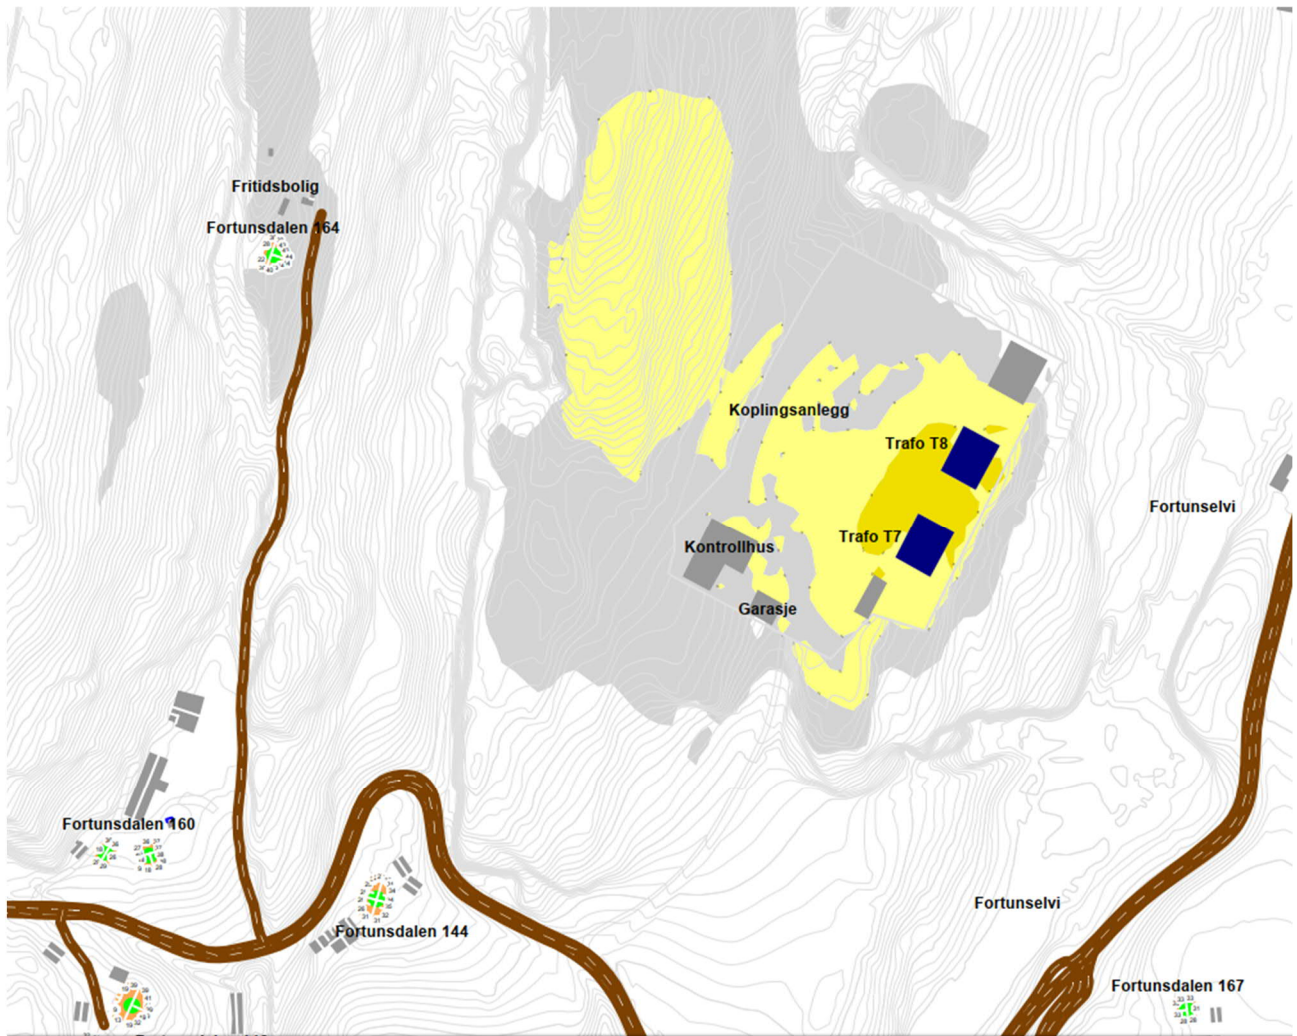 Fritidsbolig
Fortunsdalen 164
Koplingsanlegg
Trafo T8
Fortunselvi
Trafo T7
Kontrollhus
Garasje
Fortunsdalen 160
Fortunselvi
Fortunsdalen 144
Fortunsdalen 167